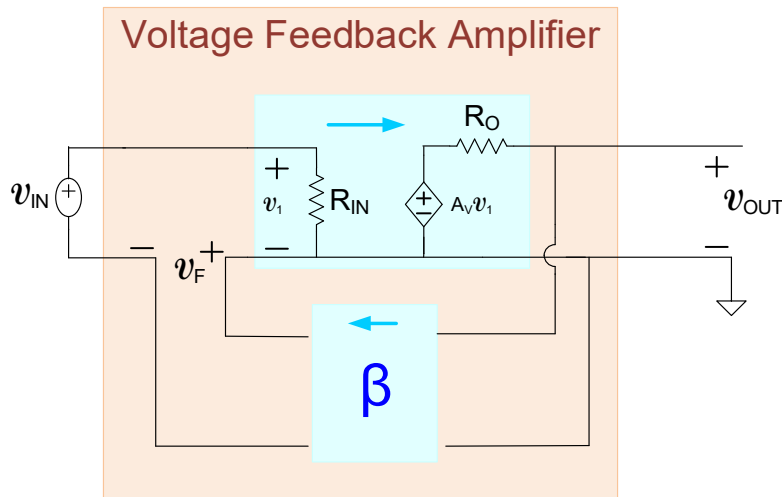 Voltage Feedback Amplifier
R_O
+
+
v_IN
+
v_1
R_IN
+
−
A_Vv_1
v_OUT
−
+
−
−
v_F
β